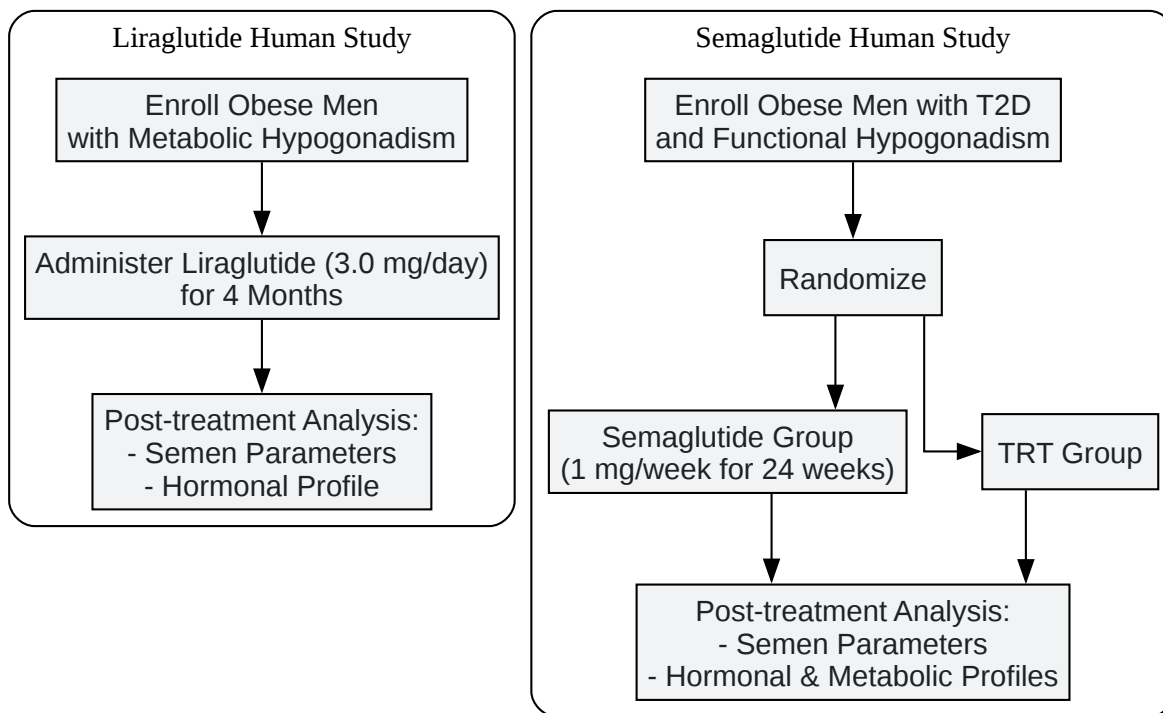 Liraglutide Human Study
Enroll Obese Men
with Metabolic Hypogonadism
Administer Liraglutide (3.0 mg/day)
for 4 Months
Post-treatment Analysis:
- Semen Parameters
- Hormonal Profile
Semaglutide Human Study
Enroll Obese Men with T2D
and Functional Hypogonadism
Randomize
Semaglutide Group
(1 mg/week for 24 weeks)
TRT Group
Post-treatment Analysis:
- Semen Parameters
- Hormonal & Metabolic Profiles